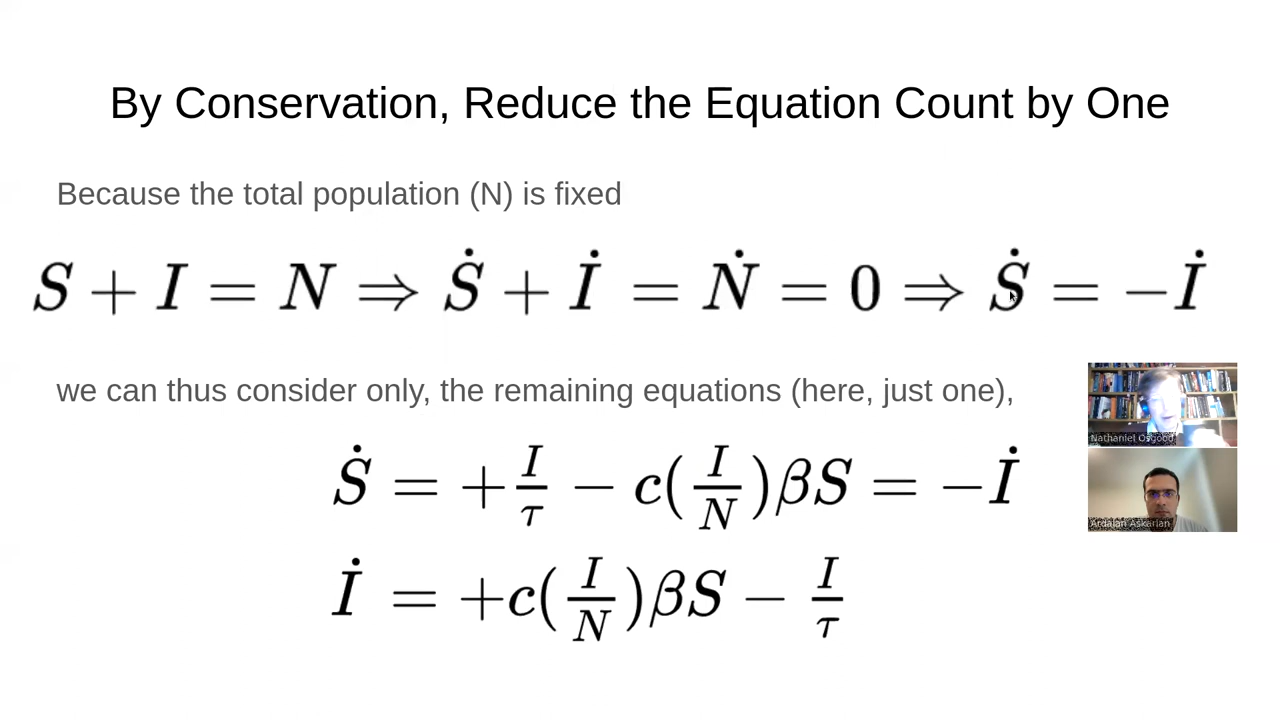 By Conservation, Reduce the Equation Count by One
Because the total population (N) is fixed
S + I = N ⇒ Ṡ + İ = Ṅ = 0 ⇒ Ṡ = −İ
we can thus consider only, the remaining equations (here, just one),
Ṡ = +I/τ − c(I/N)βS = −İ
İ = +c(I/N)βS − I/τ
Nathaniel Osgood
Ardalan Askarian